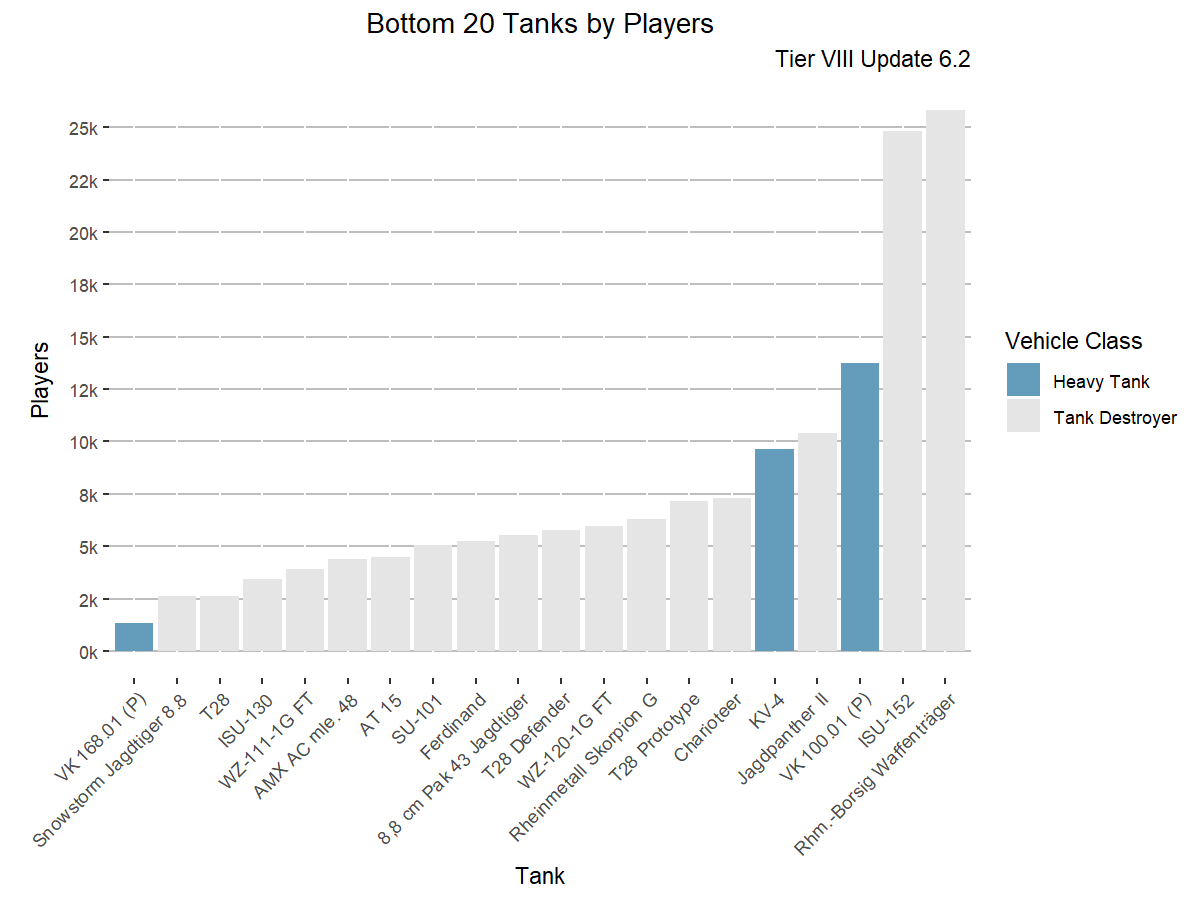 Bottom 20 Tanks by Players
Tier VIII Update 6.2
Players
25k
22k
20k
18k
15k
12k
10k
8k
5k
2k
0k
VK 168.01 (P)
Snowstorm Jagdtiger 8.8
T28
ISU-130
WZ-111-1G FT
AMX AC mle. 48
AT 15
SU-101
Ferdinand
8,8 cm Pak 43 Jagdtiger
T28 Defender
WZ-120-1G FT
Rheinmetall Skorpion G
T28 Prototype
Charioteer
KV-4
Jagdpanther II
VK 100.01 (P)
ISU-152
Rhm.-Borsig Waffenträger
Tank
Vehicle Class
Heavy Tank
Tank Destroyer